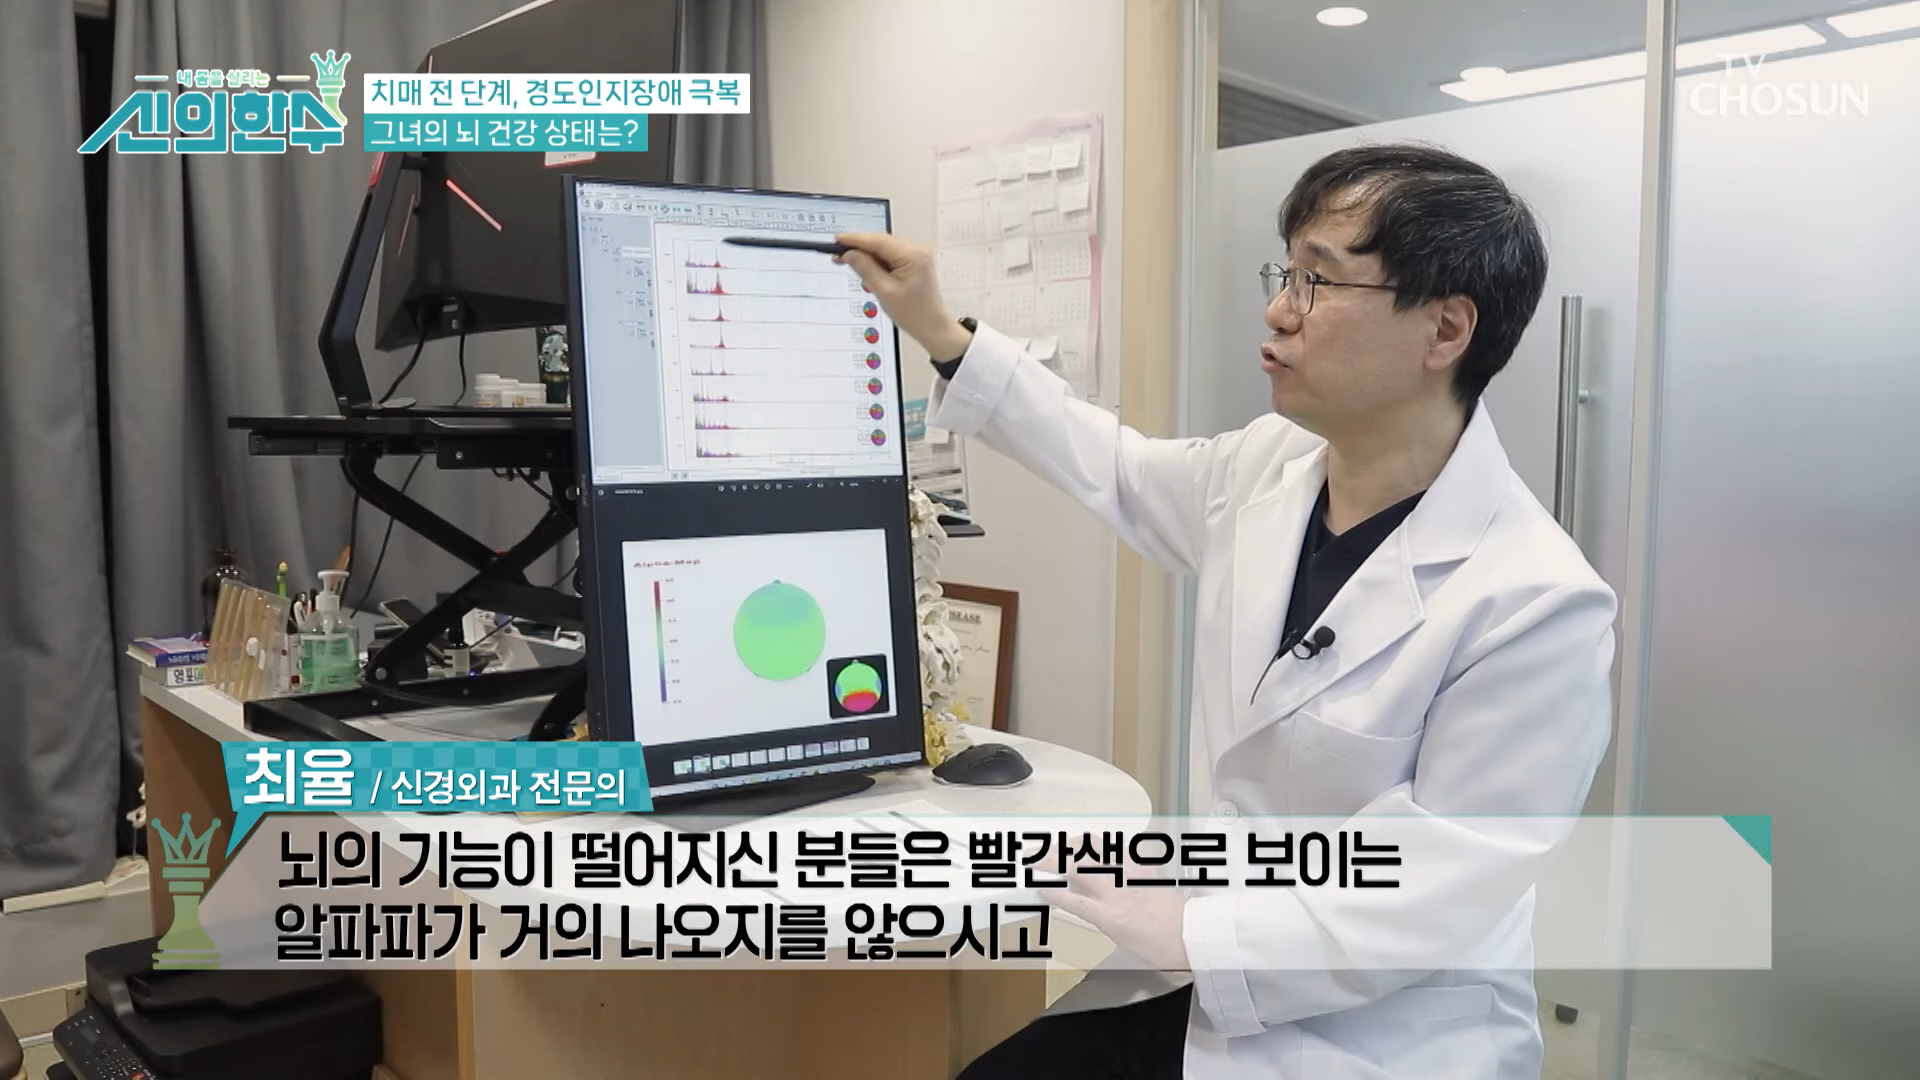 내 몸을 살리는
신의한수
치매 전 단계, 경도인지장애 극복
그녀의 뇌 건강 상태는?
TV
CHOSUN
최율 / 신경외과 전문의
뇌의 기능이 떨어지신 분들은 빨간색으로 보이는
알파파가 거의 나오지를 않으시고